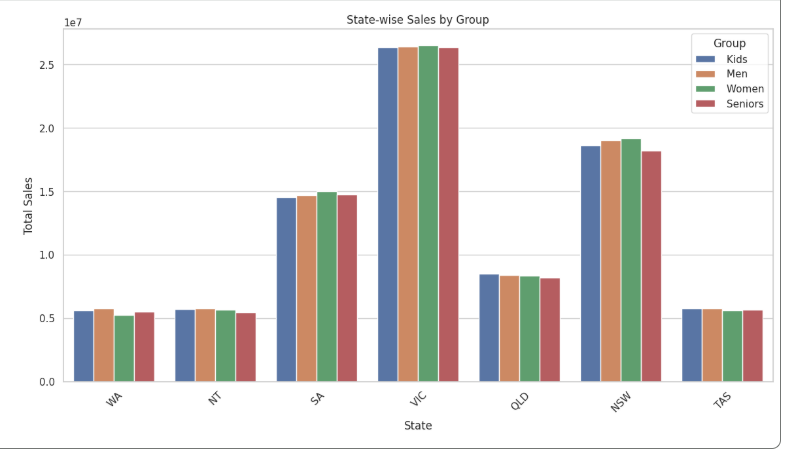 State-wise Sales by Group
1e7
Group
Kids
Men
Women
Seniors
2.5
2.0
1.5
1.0
0.5
0.0
Total Sales
WA NT SA VIC QLD NSW TAS
State